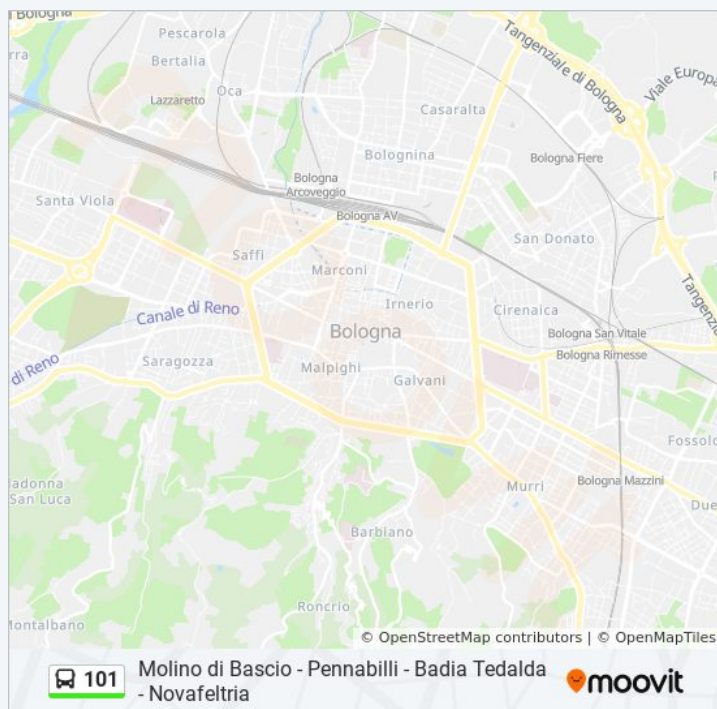 di Bologna
Pescarola
Bertalia
Tangenziale di Bologna
Viale Europa
Oca
Lazzaretto
Casaralta
Bolognina
Bologna Fiere
Bologna
Arcoveggio
Santa Viola
Bologna AV
San Donato
Saffi
Marconi
Tangenziale
Canale di Reno
Irnerio
Cirenaica
Bologna
Bologna San Vitale
di Reno
Saragozza
Malpighi
Bologna Rimesse
Galvani
Fossolo
San Luca
Murri
Bologna Mazzini
Due
Barbiano
Roncrio
© OpenStreetMap contributors | © OpenMapTiles
101
Molino di Bascio - Pennabilli - Badia Tedalda
- Novafeltria
moovit